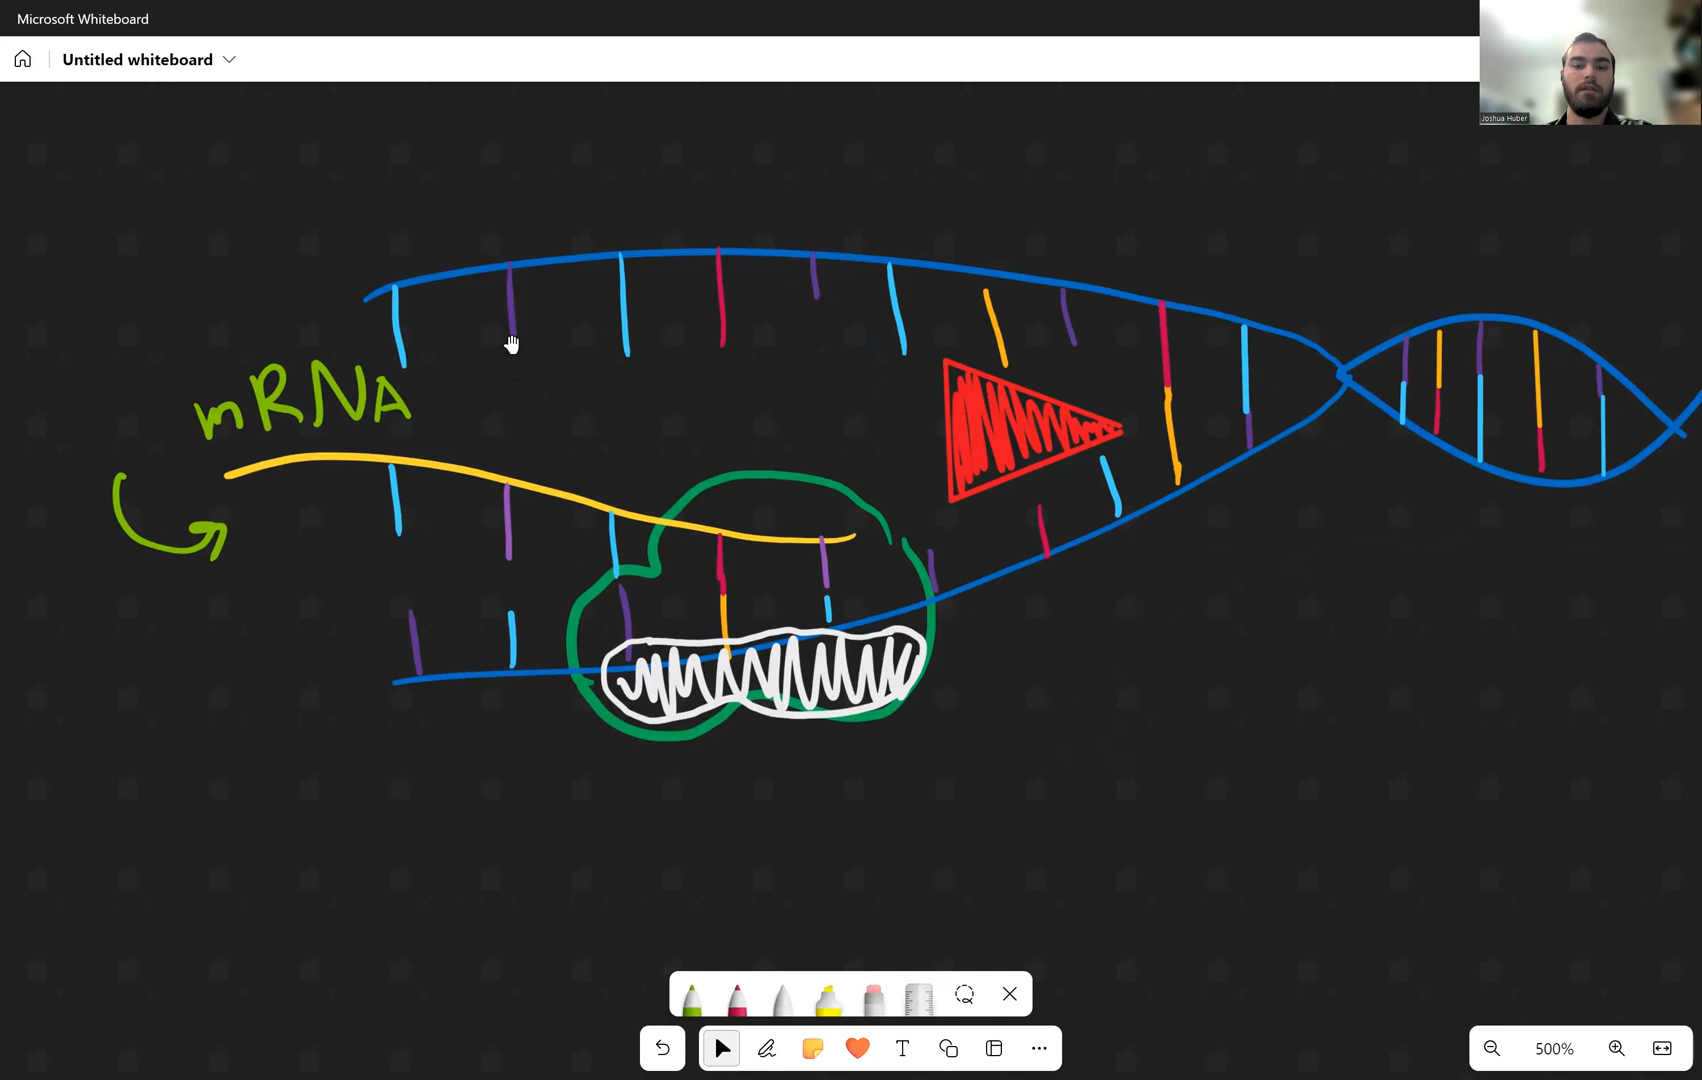 Microsoft Whiteboard
Untitled whiteboard
Joshua Huber
mRNA
T
500%